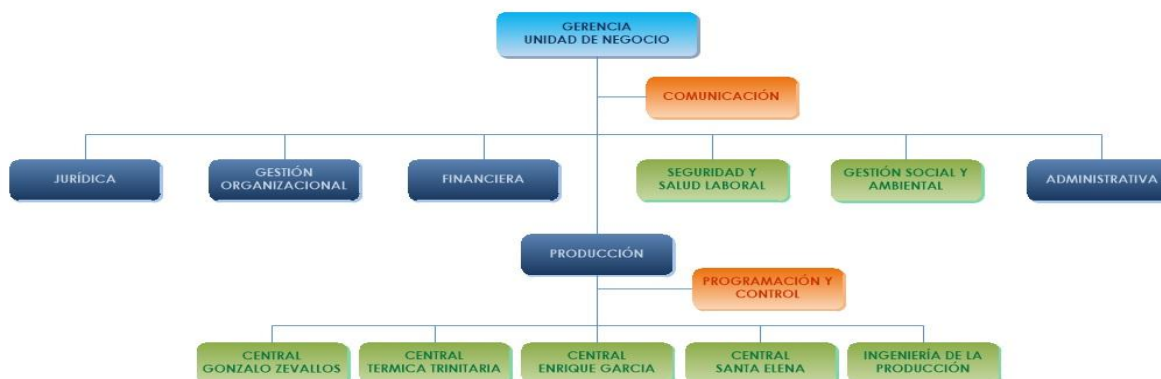 GERENCIA
UNIDAD DE NEGOCIO
COMUNICACIÓN
JURÍDICA
GESTIÓN
ORGANIZACIONAL
FINANCIERA
SEGURIDAD Y
SALUD LABORAL
GESTIÓN SOCIAL Y
AMBIENTAL
ADMINISTRATIVA
PRODUCCIÓN
PROGRAMACIÓN Y
CONTROL
CENTRAL
GONZALO ZEVALLOS
CENTRAL
TERMICA TRINITARIA
CENTRAL
ENRIQUE GARCIA
CENTRAL
SANTA ELENA
INGENIERÍA DE LA
PRODUCCIÓN